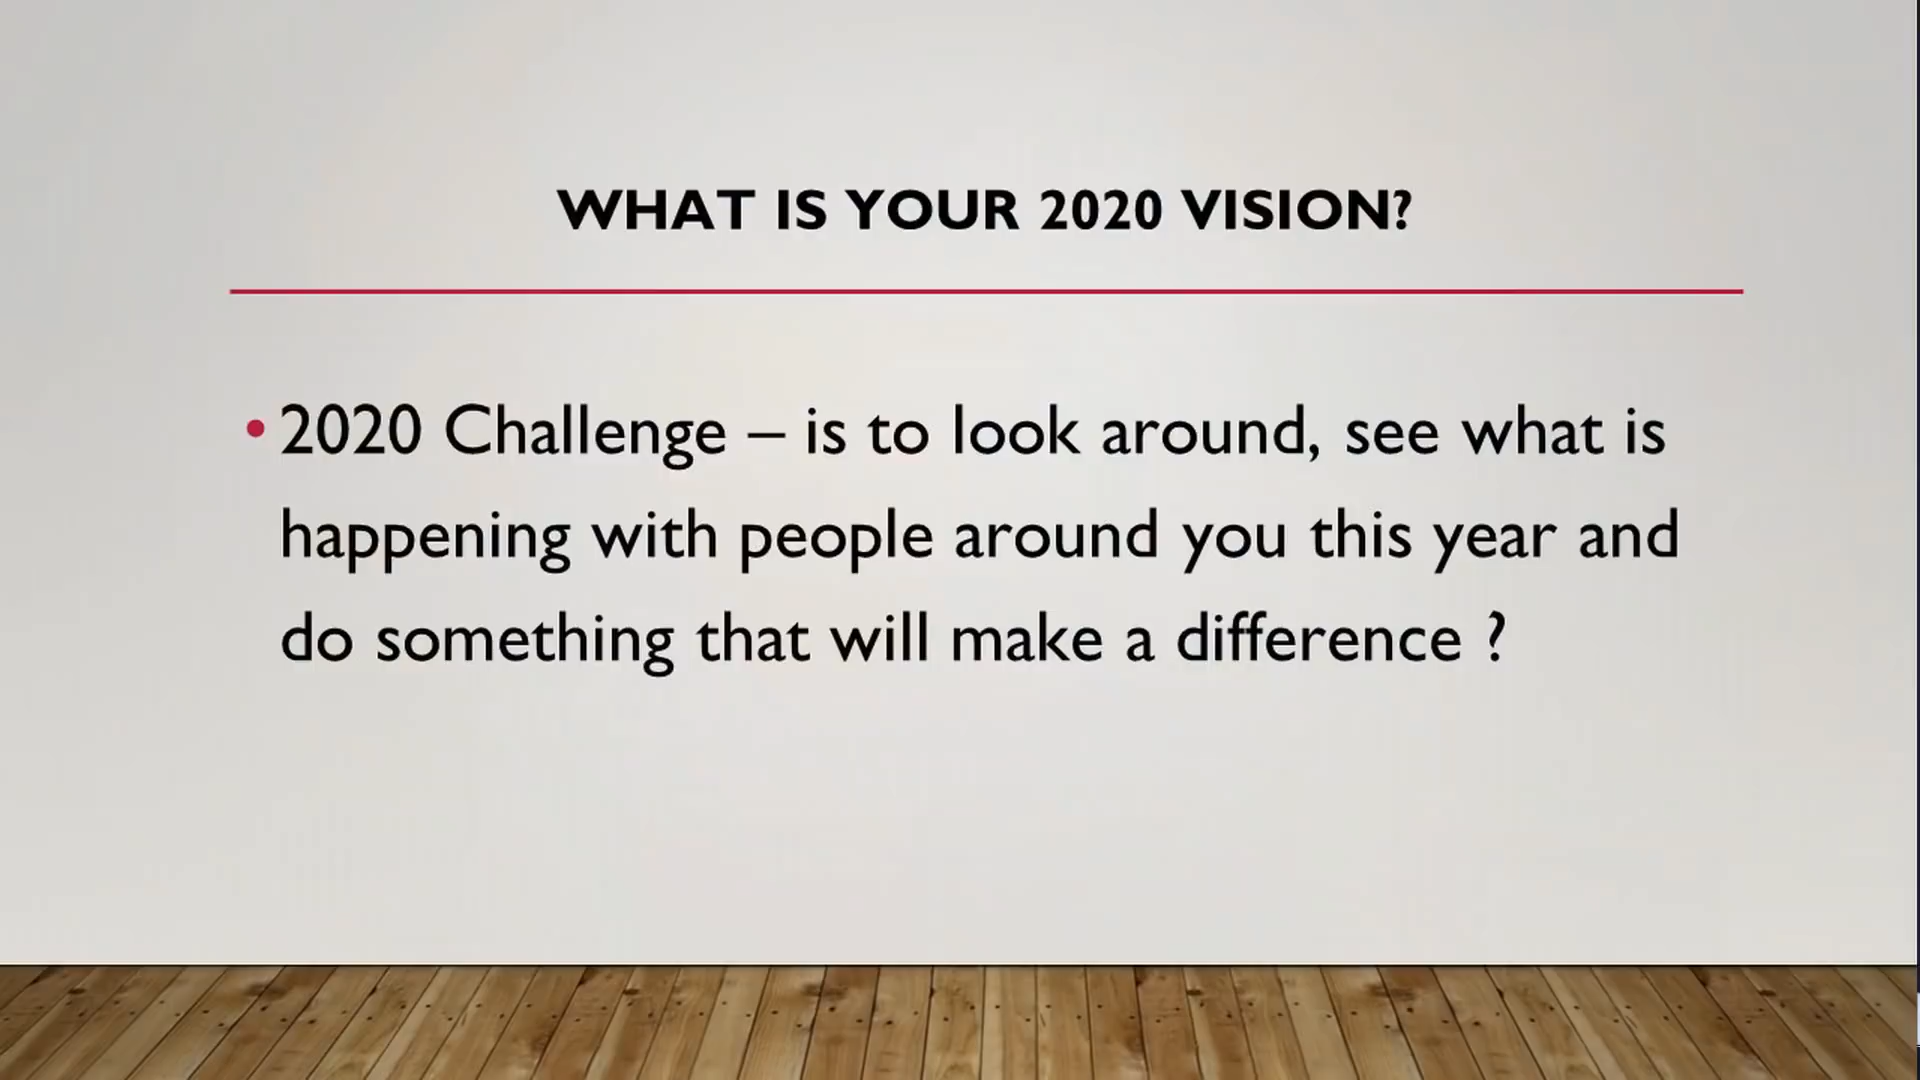 WHAT IS YOUR 2020 VISION?
• 2020 Challenge – is to look around, see what is
happening with people around you this year and
do something that will make a difference ?